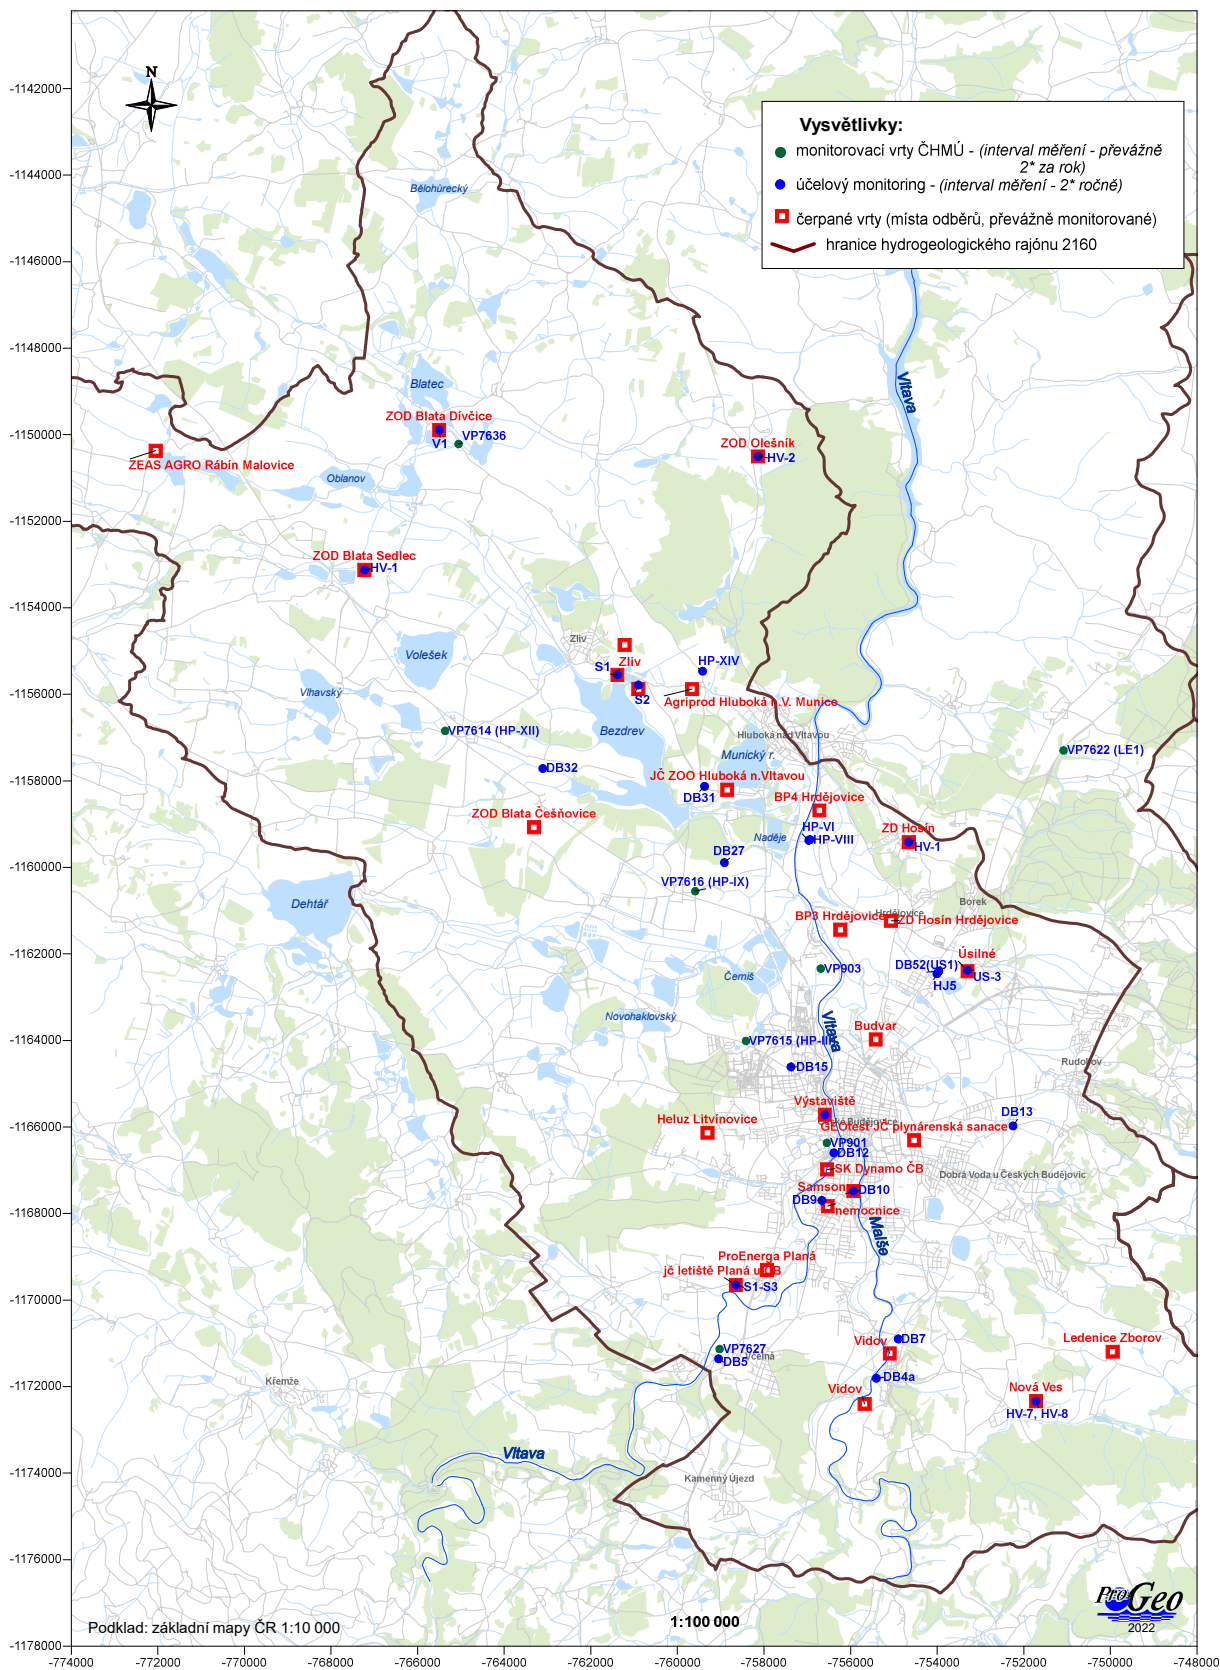 N
Vysvětlivky:
monitorovací vrty ČHMÚ - (interval měření - převážně
2* za rok)
účelový monitoring - (interval měření - 2* ročně)
čerpané vrty (místa odběrů, převážně monitorované)
hranice hydrogeologického rajónu 2160
-1142000
-1144000
-1146000
-1148000
-1150000
-1152000
-1154000
-1156000
-1158000
-1160000
-1162000
-1164000
-1166000
-1168000
-1170000
-1172000
-1174000
-1176000
-1178000
Bělohůrecký
Vltava
Blatec
ZOD Blata Dívčice
V1
VP7636
ZOD Olešník
HV-2
ZEAS AGRO Rábín Malovice
Oblanov
ZOD Blata Sedlec
HV-1
Zliv
Volešek
S1
Zliv
HP-XIV
Vlhavský
S2
Agriprod Hluboká n.V. Munice
VP7614 (HP-XII)
Bezdrev
Hluboká nad Vltavou
Munický r.
VP7622 (LE1)
DB32
JČ ZOO Hluboká n.Vltavou
DB31
BP4 Hrdějovice
ZOD Blata Češňovice
HP-VI
HP-VIII
Naděje
ZD Hosín
HV-1
DB27
VP7616 (HP-IX)
Dehtář
Borek
BP3 Hrdějovice
Hrdějovice
ZD Hosín Hrdějovice
Úsilné
DB52(US1)
US-3
HJ5
VP903
Černiš
Novohaklovský
Vltava
Budvar
VP7615 (HP-II)
Rudolfov
DB15
Výstaviště
DB13
Heluz Litvínovice
Budějovice
GEOtest JČ plynárenská sanace
VP901
DB12
SK Dynamo ČB
Dobrá Voda u Českých Budějovic
Samson
DB10
DB9
nemocnice
Malše
ProEnerga Planá
jč letiště Planá u ČB
S1-S3
DB7
Vidov
Ledenice Zborov
VP7627
DB5
Včelná
DB4a
Křemže
Vidov
Nová Ves
HV-7, HV-8
Vltava
Kamenný Újezd
ProGeo
2022
Podklad: základní mapy ČR 1:10 000
1:100 000
-774000
-772000
-770000
-768000
-766000
-764000
-762000
-760000
-758000
-756000
-754000
-752000
-750000
-748000